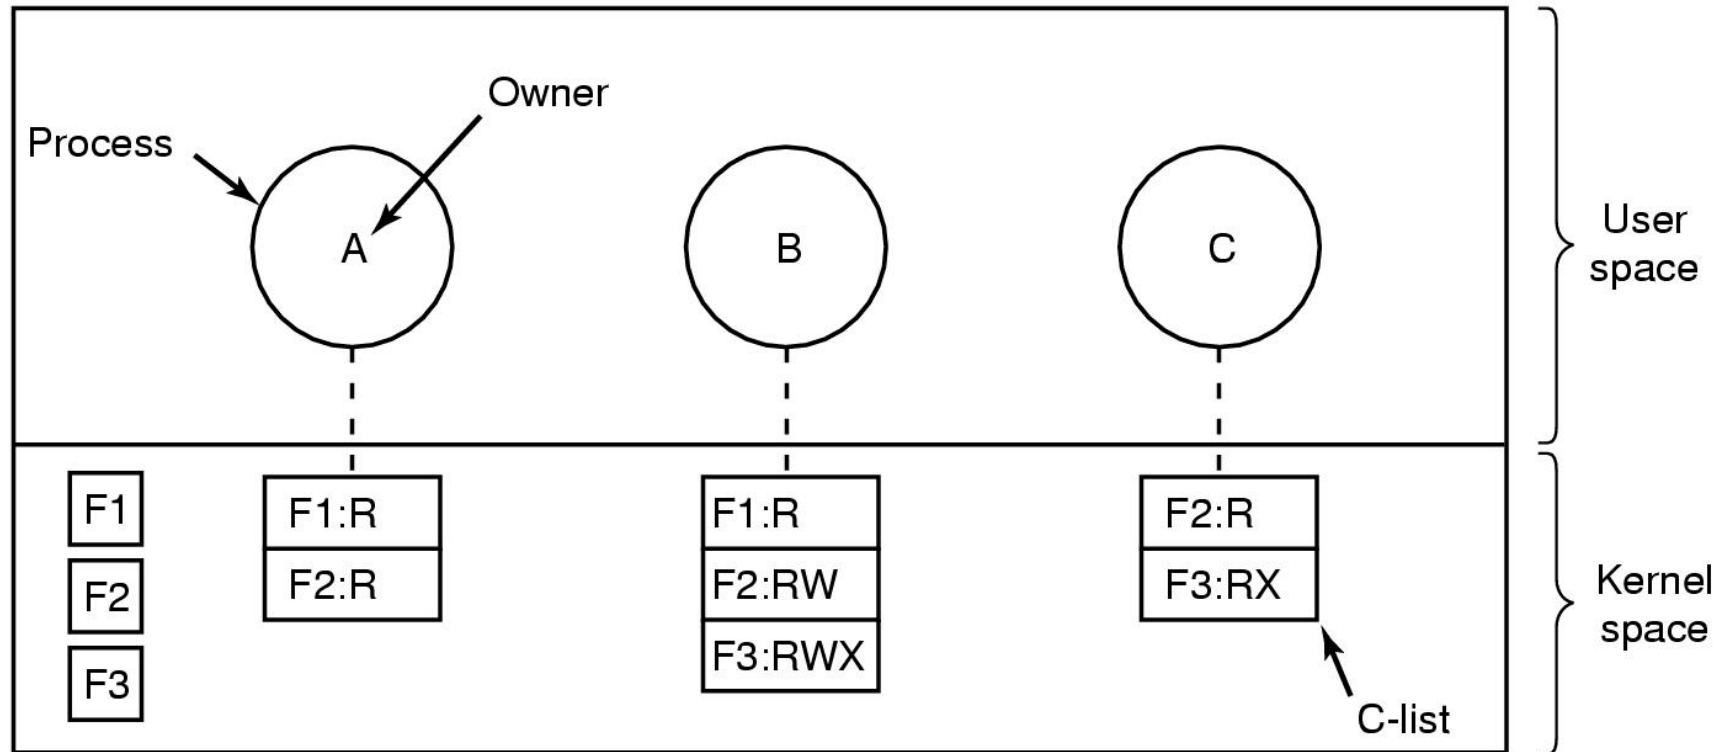 Owner
Process
A
B
C
User
space
F1
F2
F3
F1:R
F2:R
F1:R
F2:RW
F3:RWX
F2:R
F3:RX
C-list
Kernel
space